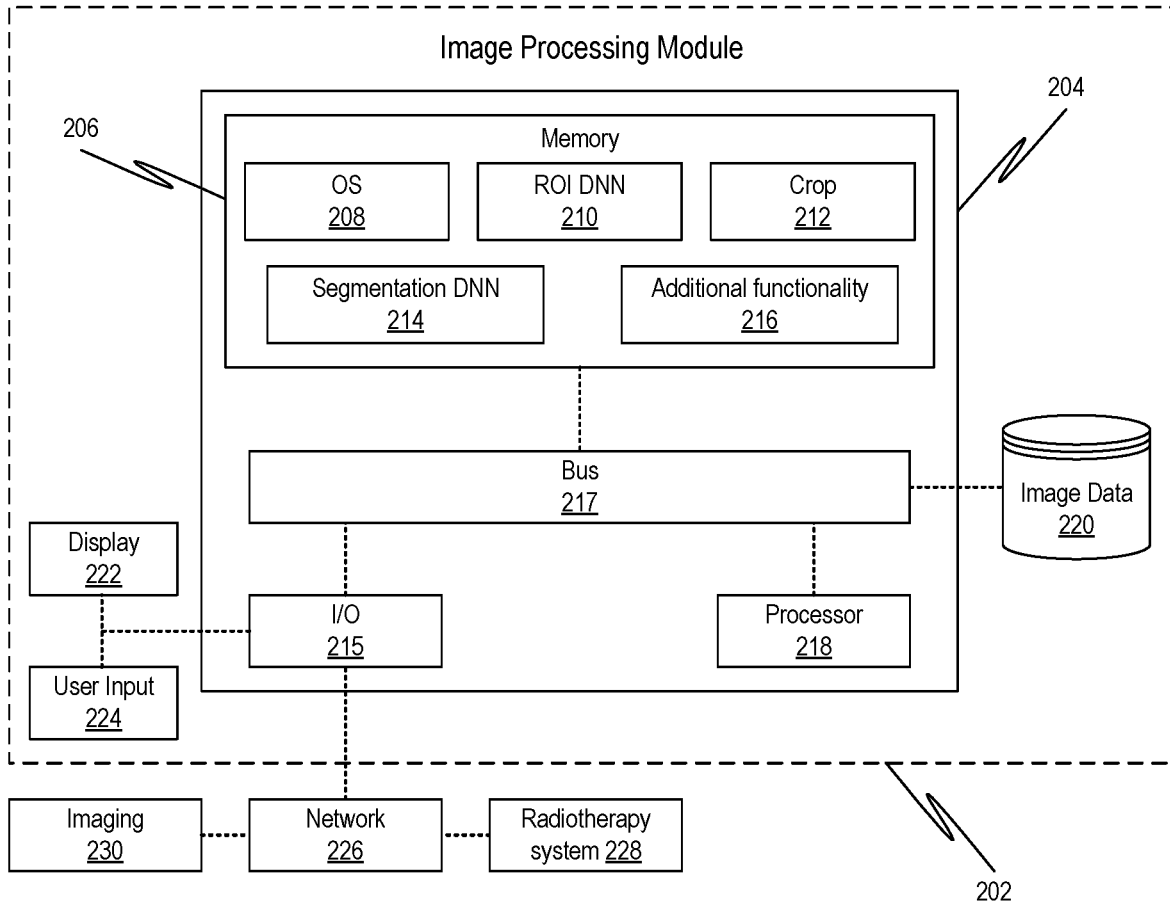 Image Processing Module
204
206
Memory
OS
208
ROI DNN
210
Crop
212
Segmentation DNN
214
Additional functionality
216
Bus
217
Image Data
220
Display
222
I/O
215
Processor
218
User Input
224
Imaging
230
Network
226
Radiotherapy
system 228
202